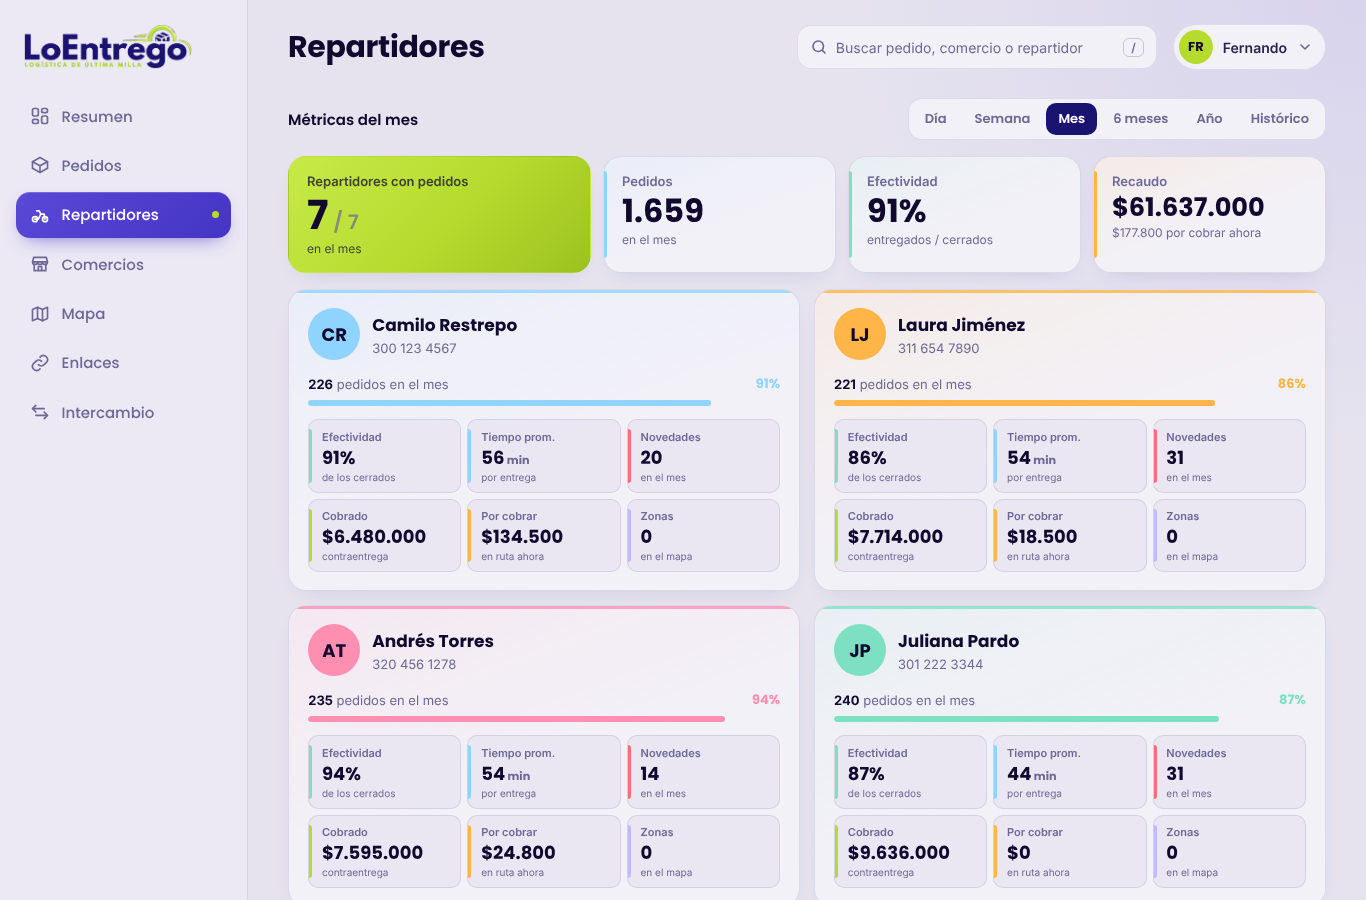 LoEntrego
LOGÍSTICA DE ÚLTIMA MILLA
Resumen
Pedidos
Repartidores
Comercios
Mapa
Enlaces
Intercambio
Repartidores
Buscar pedido, comercio o repartidor
/
FR
Fernando
Métricas del mes
Día
Semana
Mes
6 meses
Año
Histórico
Repartidores con pedidos
7 / 7
en el mes
Pedidos
1.659
en el mes
Efectividad
91%
entregados / cerrados
Recaudo
$61.637.000
$177.800 por cobrar ahora
CR
Camilo Restrepo
300 123 4567
226 pedidos en el mes
91%
Efectividad
91%
de los cerrados
Tiempo prom.
56 min
por entrega
Novedades
20
en el mes
Cobrado
$6.480.000
contraentrega
Por cobrar
$134.500
en ruta ahora
Zonas
0
en el mapa
LJ
Laura Jiménez
311 654 7890
221 pedidos en el mes
86%
Efectividad
86%
de los cerrados
Tiempo prom.
54 min
por entrega
Novedades
31
en el mes
Cobrado
$7.714.000
contraentrega
Por cobrar
$18.500
en ruta ahora
Zonas
0
en el mapa
AT
Andrés Torres
320 456 1278
235 pedidos en el mes
94%
Efectividad
94%
de los cerrados
Tiempo prom.
54 min
por entrega
Novedades
14
en el mes
Cobrado
$7.595.000
contraentrega
Por cobrar
$24.800
en ruta ahora
Zonas
0
en el mapa
JP
Juliana Pardo
301 222 3344
240 pedidos en el mes
87%
Efectividad
87%
de los cerrados
Tiempo prom.
44 min
por entrega
Novedades
31
en el mes
Cobrado
$9.636.000
contraentrega
Por cobrar
$0
en ruta ahora
Zonas
0
en el mapa